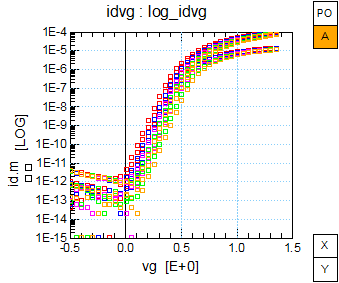 idvg : log_idvg
PO
A
id.m [LOG]
1E-4
1E-5
1E-6
1E-7
1E-8
1E-9
1E-10
1E-11
1E-12
1E-13
1E-14
1E-15
-0.5
0.0
0.5
1.0
1.5
vg [E+0]
X
Y